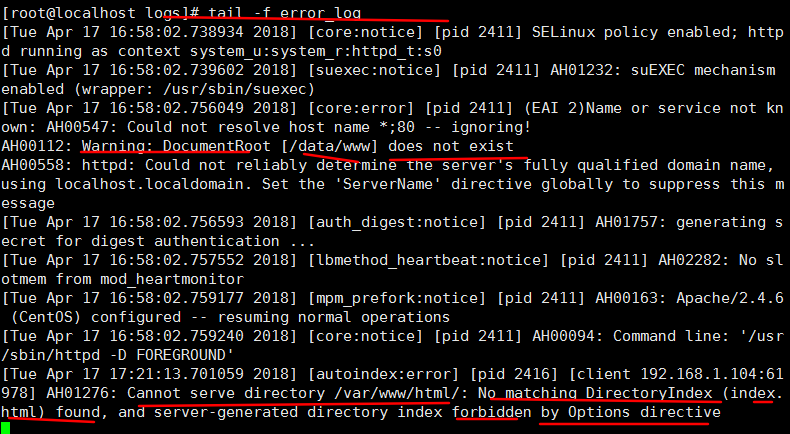 [root@localhost logs]# tail -f error_log
[Tue Apr 17 16:58:02.738934 2018] [core:notice] [pid 2411] SELinux policy enabled; http
d running as context system_u:system_r:httpd_t:s0
[Tue Apr 17 16:58:02.739602 2018] [suexec:notice] [pid 2411] AH01232: suEXEC mechanism
enabled (wrapper: /usr/sbin/suexec)
[Tue Apr 17 16:58:02.756049 2018] [core:error] [pid 2411] (EAI 2)Name or service not kn
own: AH00547: Could not resolve host name *;80 -- ignoring!
AH00112: Warning: DocumentRoot [/data/www] does not exist
AH00558: httpd: Could not reliably determine the server's fully qualified domain name,
using localhost.localdomain. Set the 'ServerName' directive globally to suppress this m
essage
[Tue Apr 17 16:58:02.756593 2018] [auth_digest:notice] [pid 2411] AH01757: generating s
ecret for digest authentication ...
[Tue Apr 17 16:58:02.757552 2018] [lbmethod_heartbeat:notice] [pid 2411] AH02282: No sl
otmem from mod_heartmonitor
[Tue Apr 17 16:58:02.759177 2018] [mpm_prefork:notice] [pid 2411] AH00163: Apache/2.4.6
 (CentOS) configured -- resuming normal operations
[Tue Apr 17 16:58:02.759240 2018] [core:notice] [pid 2411] AH00094: Command line: '/usr
/sbin/httpd -D FOREGROUND'
[Tue Apr 17 17:21:13.701059 2018] [autoindex:error] [pid 2416] [client 192.168.1.104:61
978] AH01276: Cannot serve directory /var/www/html/: No matching DirectoryIndex (index.
html) found, and server-generated directory index forbidden by Options directive